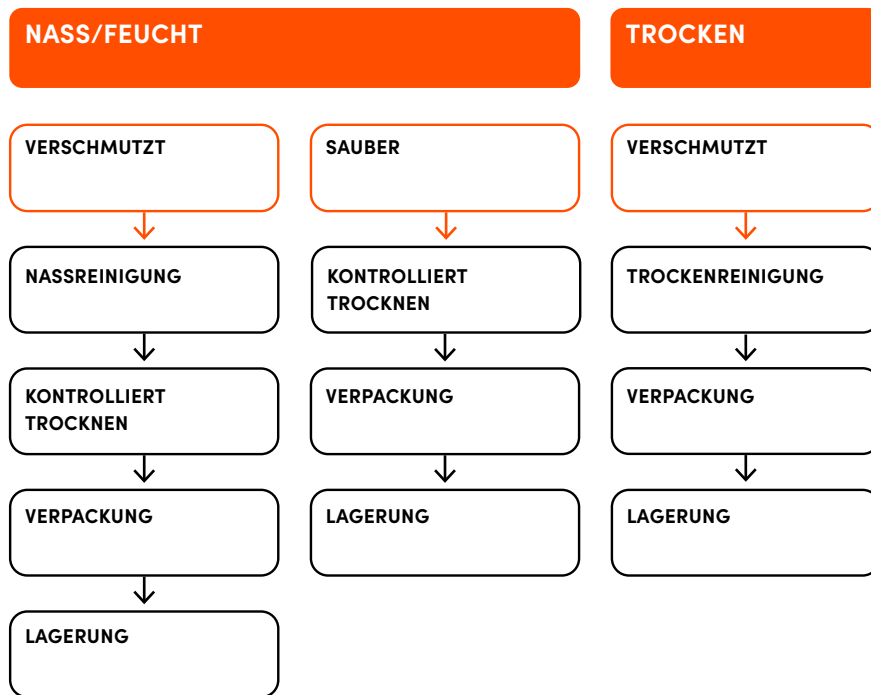 NASS/FEUCHT
TROCKEN
VERSCHMUTZT
SAUBER
VERSCHMUTZT
NASSREINIGUNG
KONTROLLIERT
TROCKNEN
TROCKENREINIGUNG
KONTROLLIERT
TROCKNEN
VERPACKUNG
VERPACKUNG
VERPACKUNG
LAGERUNG
LAGERUNG
LAGERUNG